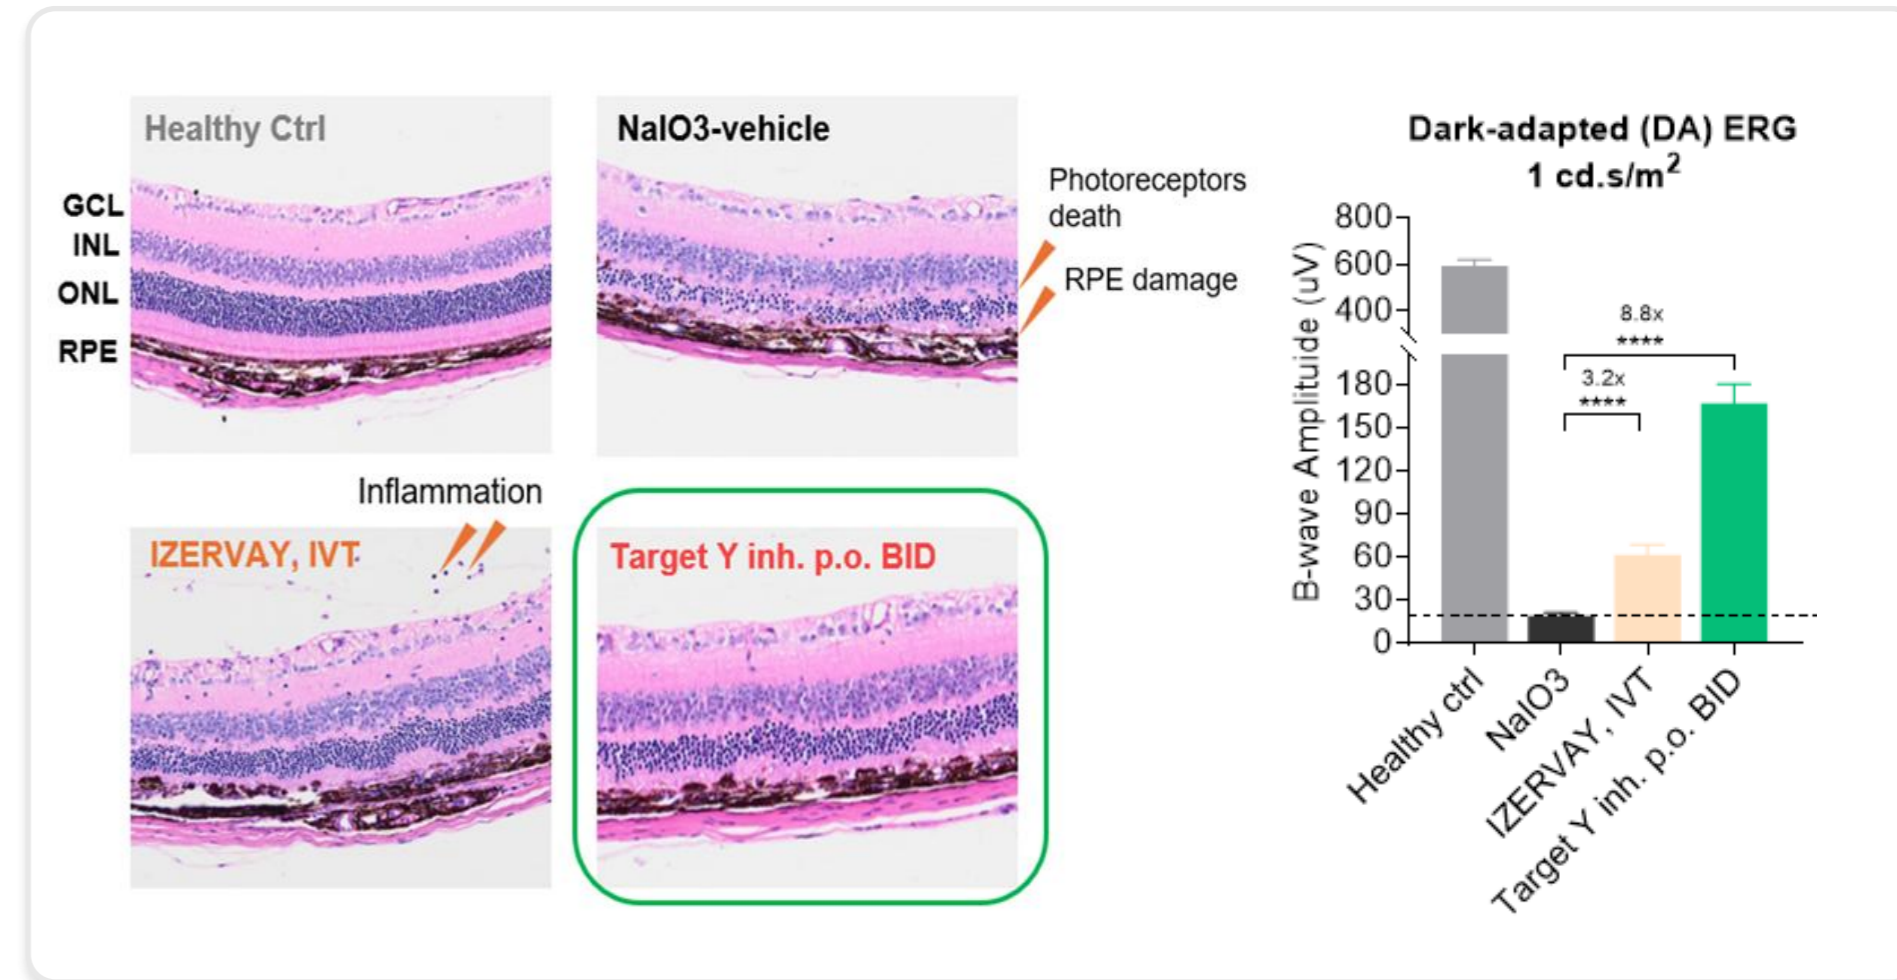 Healthy Ctrl
GCL
INL
ONL
RPE
NaIO3-vehicle
Photoreceptors
death
RPE damage
Inflammation
IZERVAY, IVT
Target Y inh. p.o. BID
Dark-adapted (DA) ERG
1 cd.s/m²
B-wave Amplituide (uV)
800
600
400
180
150
120
90
60
30
0
8.8x
****
3.2x
****
Healthy ctrl
NaIO3
IZERVAY, IVT
Target Y inh. p.o. BID